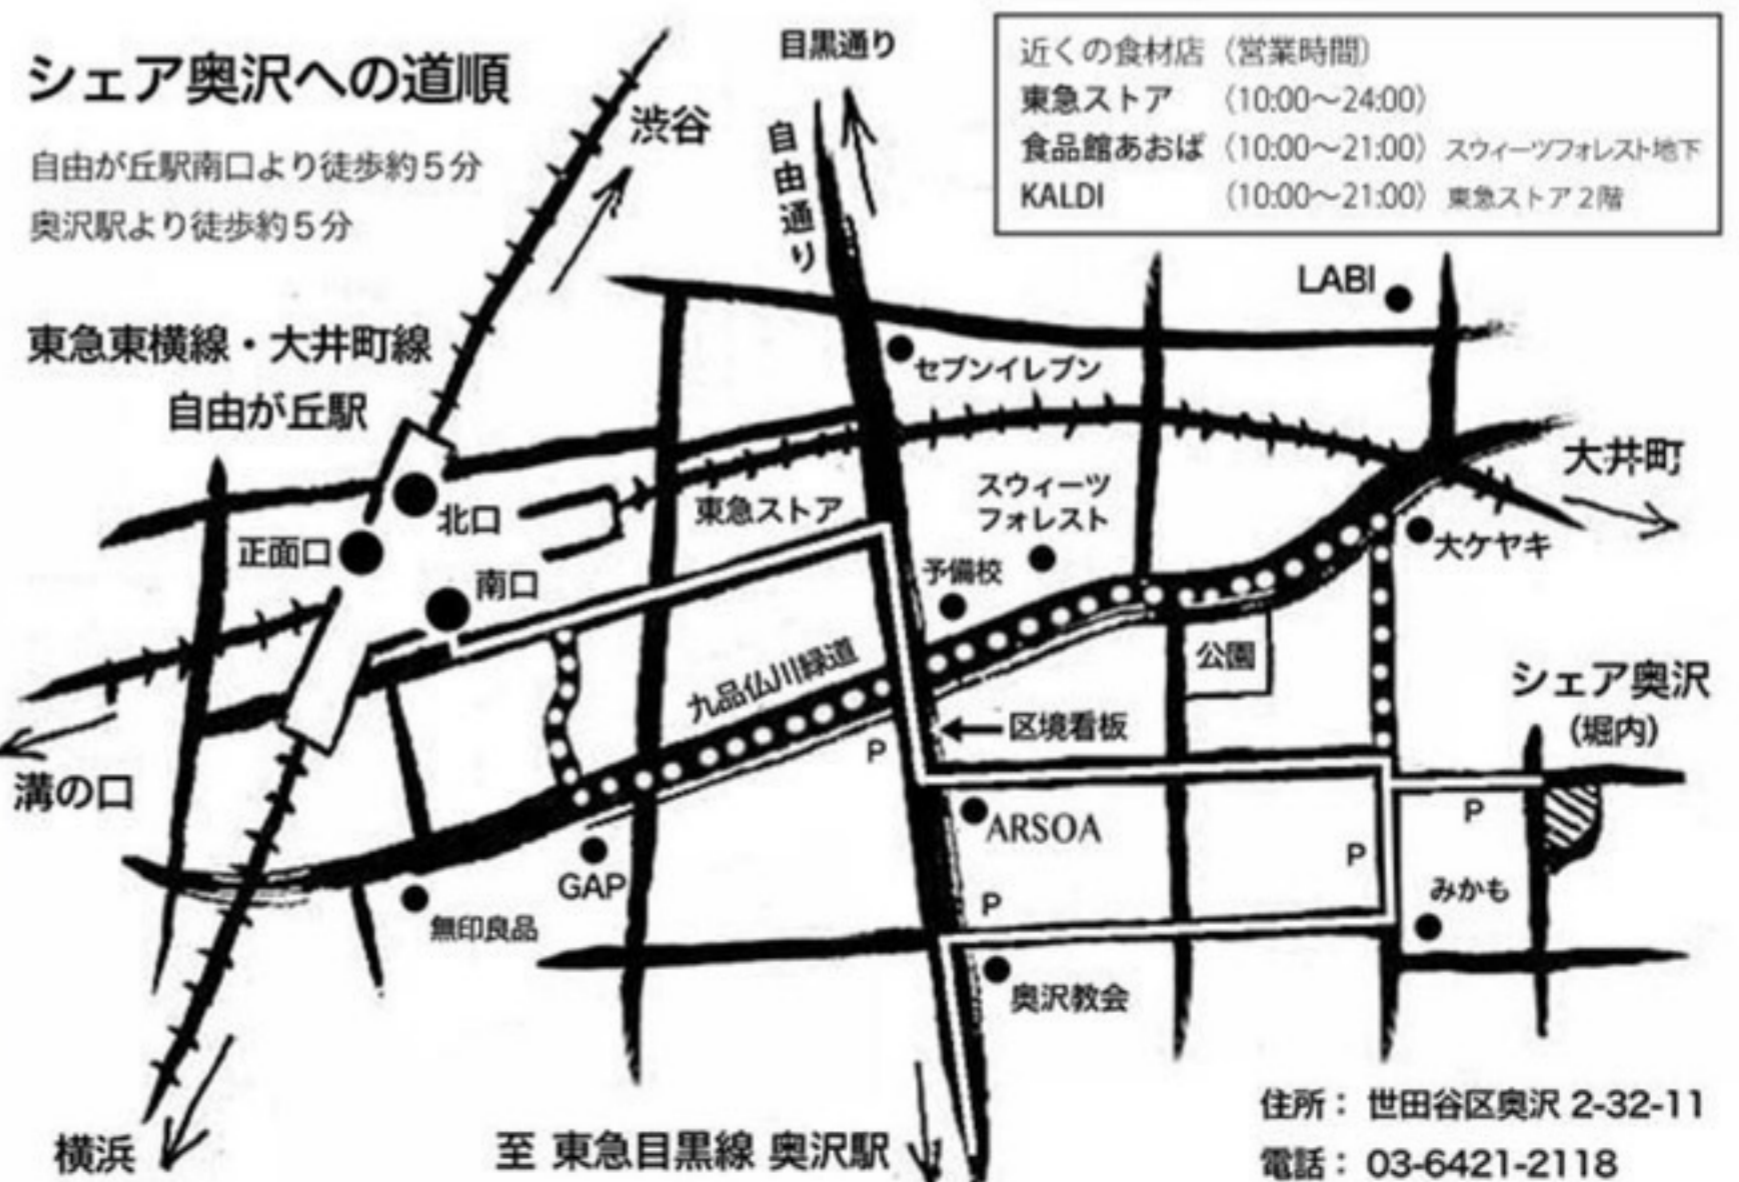 シェア奥沢への道順
自由が丘駅南口より徒歩約5分
奥沢駅より徒歩約5分
目黒通り
自由通り
渋谷
近くの食材店（営業時間）
東急ストア （10:00〜24:00）
食品館あおば （10:00〜21:00） スウィーツフォレスト地下
KALDI （10:00〜21:00） 東急ストア2階
LABI
東急東横線・大井町線
自由が丘駅
セブンイレブン
大井町
北口
正面口
南口
東急ストア
スウィーツ
フォレスト
予備校
大ケヤキ
九品仏川緑道
公園
シェア奥沢
（堀内）
区境看板
P
溝の口
P
ARSOA
P
GAP
みかも
P
無印良品
奥沢教会
横浜
至 東急目黒線 奥沢駅
住所： 世田谷区奥沢 2-32-11
電話： 03-6421-2118